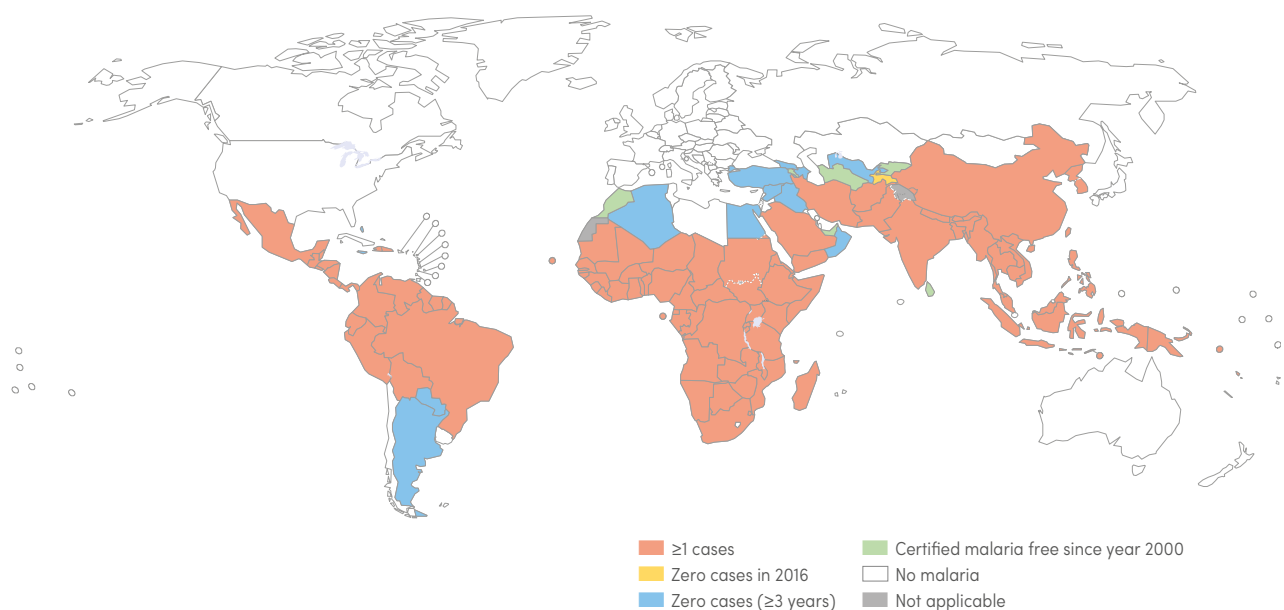 ≥1 cases
Zero cases in 2016
Zero cases (≥3 years)
Certified malaria free since year 2000
No malaria
Not applicable